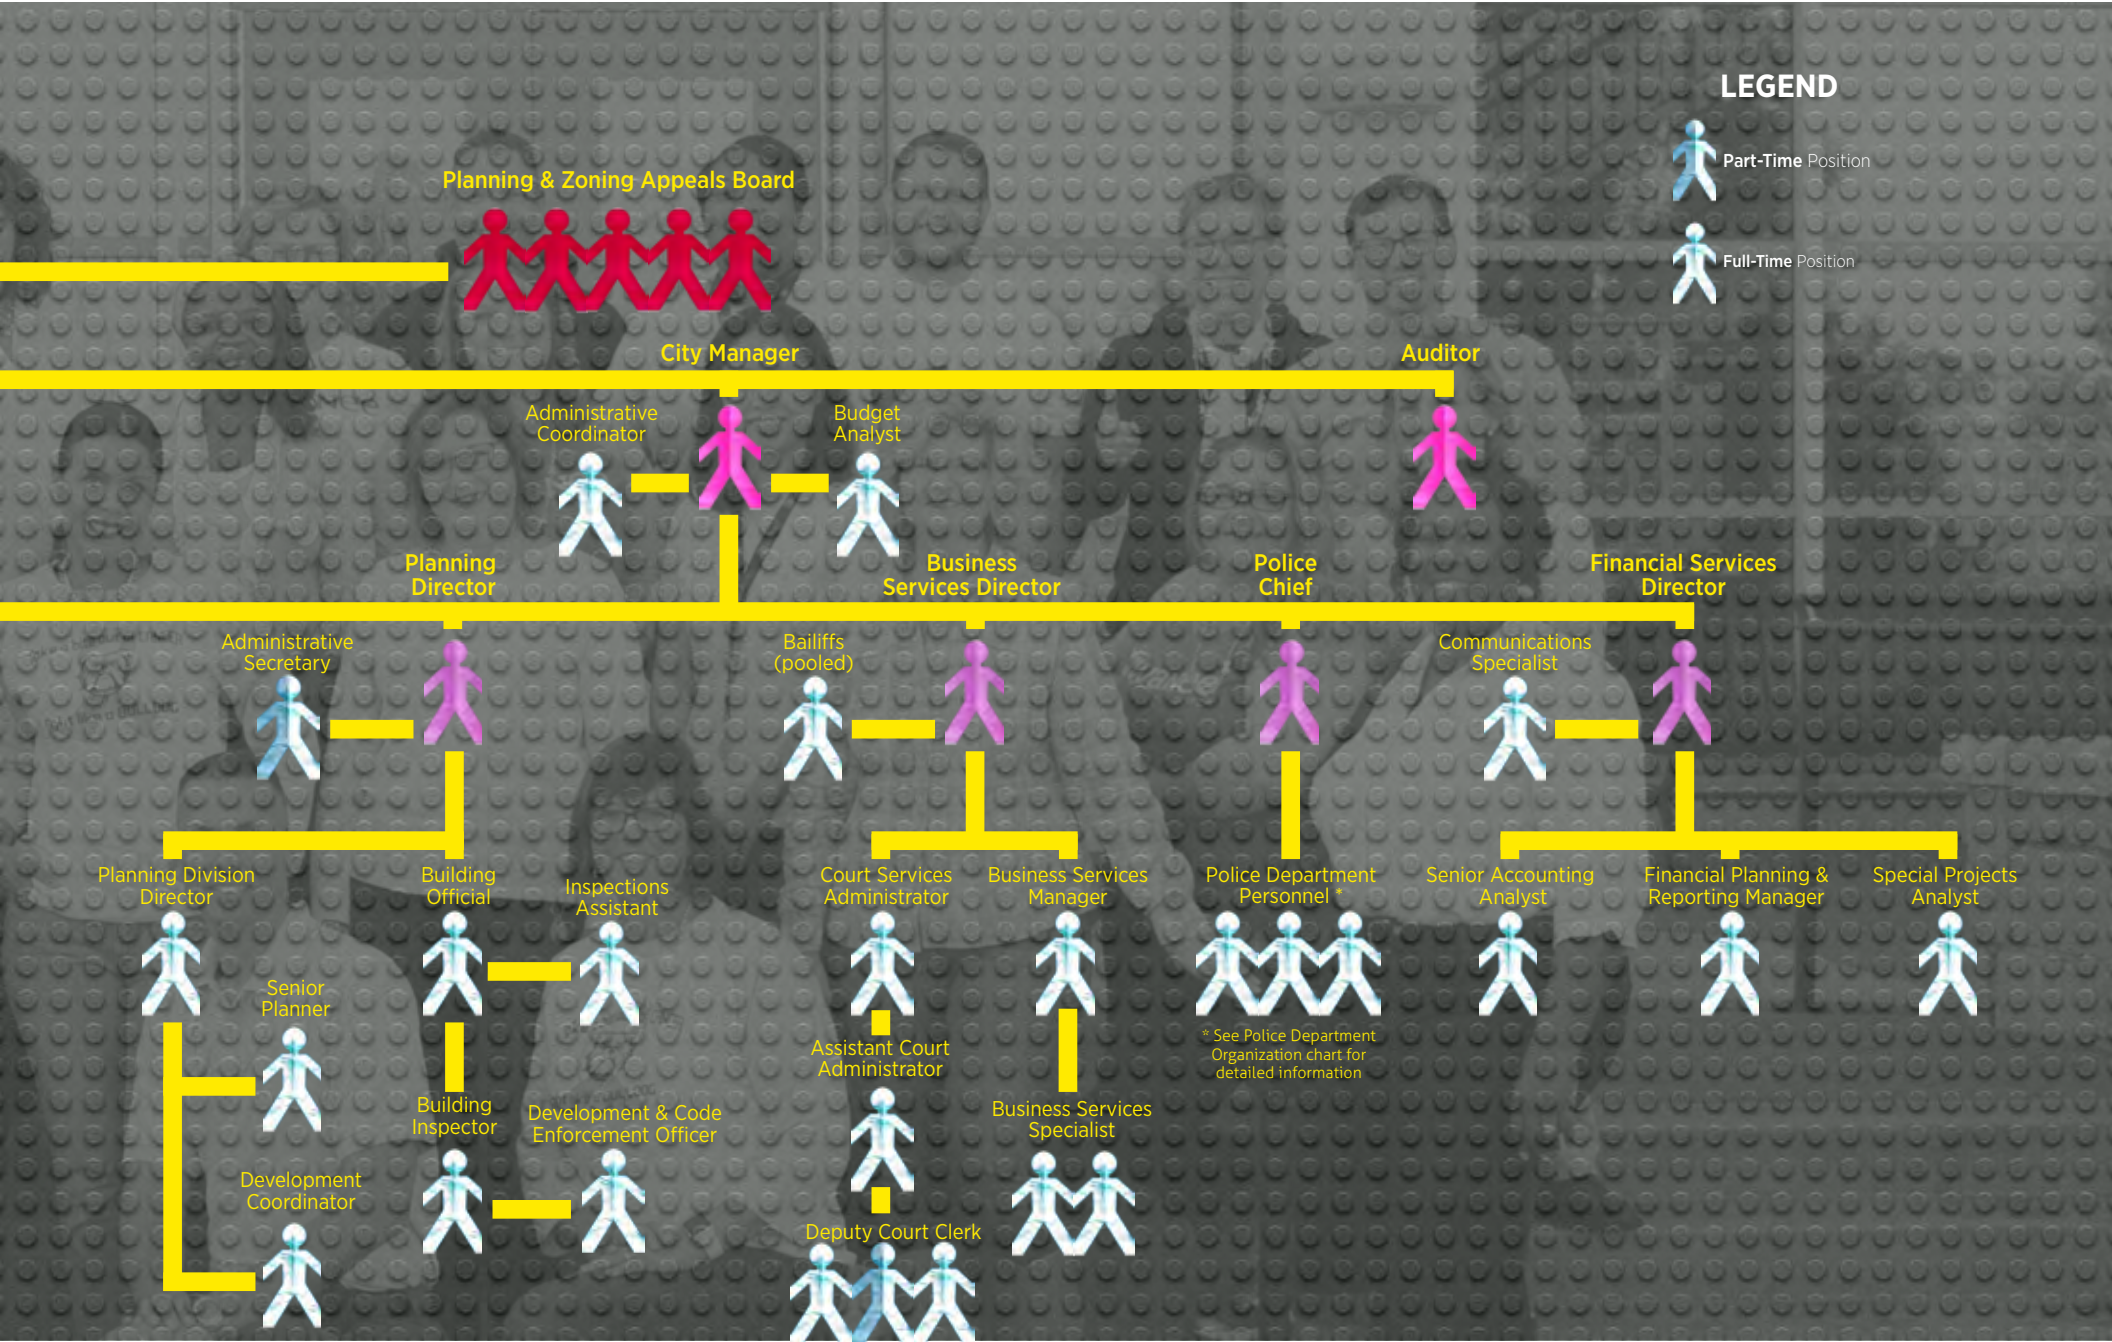 LEGEND
Part-Time Position
Full-Time Position
Planning & Zoning Appeals Board
City Manager
Auditor
Administrative
Coordinator
Budget
Analyst
Planning
Director
Business
Services Director
Police
Chief
Financial Services
Director
Administrative
Secretary
Bailiffs
(pooled)
Communications
Specialist
Planning Division
Director
Building
Official
Inspections
Assistant
Court Services
Administrator
Business Services
Manager
Police Department
Personnel *
Senior Accounting
Analyst
Financial Planning &
Reporting Manager
Special Projects
Analyst
Senior
Planner
* See Police Department
Organization chart for
detailed information
Assistant Court
Administrator
Building
Inspector
Development & Code
Enforcement Officer
Business Services
Specialist
Development
Coordinator
Deputy Court Clerk